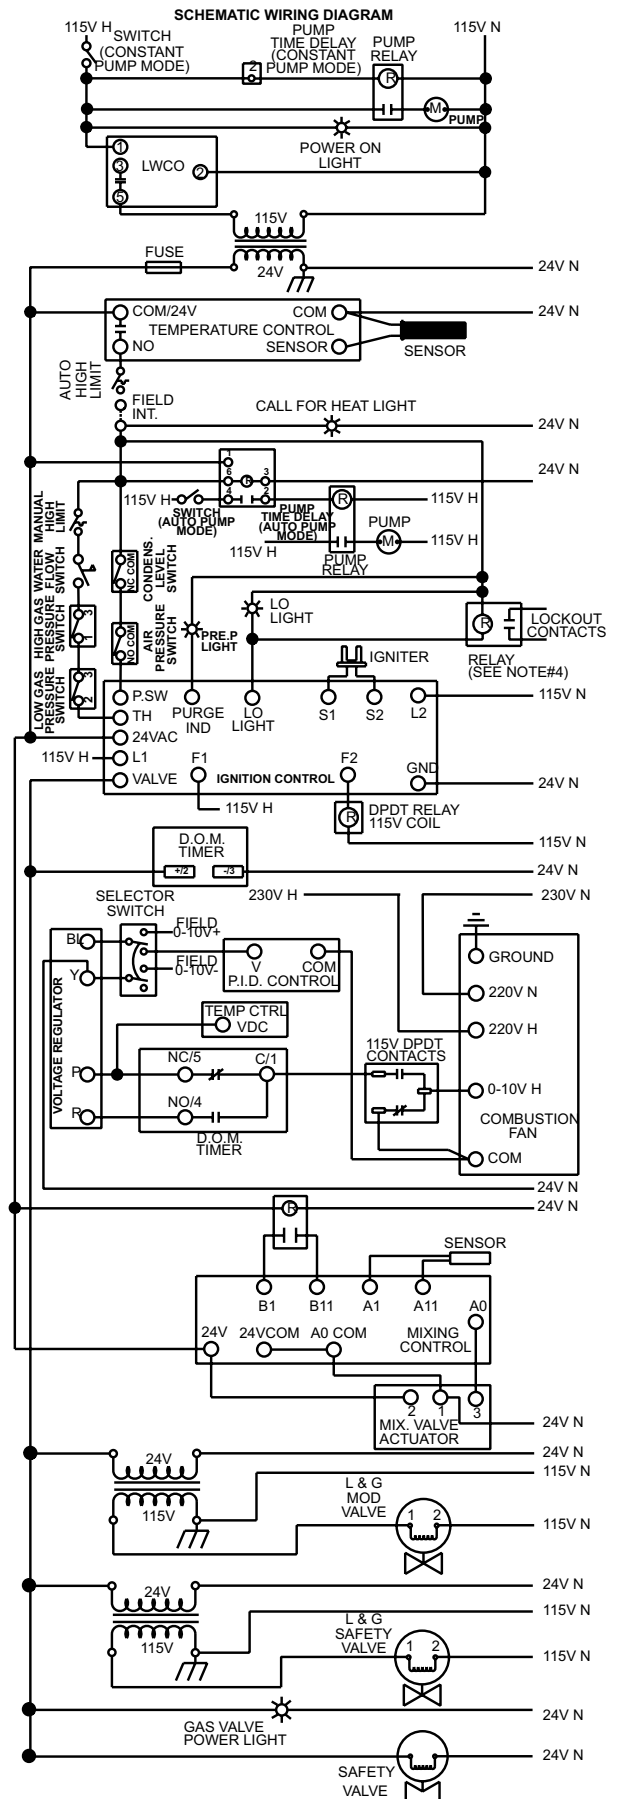 SCHEMATIC WIRING DIAGRAM
115V H
SWITCH
(CONSTANT
PUMP MODE)
PUMP
TIME DELAY
(CONSTANT
PUMP MODE)
2
PUMP
RELAY
R
115V N
M
PUMP
POWER ON
LIGHT
1
3
LWCO
2
5
115V
FUSE
24V
24V N
COM/24V
COM
24V N
TEMPERATURE CONTROL
NO
SENSOR
SENSOR
AUTO
HIGH
LIMIT
FIELD
INT.
CALL FOR HEAT LIGHT
24V N
1
6
R
3
24V N
4
2
115V H
SWITCH
(AUTO PUMP
MODE)
PUMP
TIME DELAY
(AUTO PUMP
MODE)
R
115V H
PUMP
M
115V H
115V H
PUMP
RELAY
MANUAL
HIGH
LIMIT
WATER
FLOW
SWITCH
HIGH GAS
PRESSURE
SWITCH
3
1
LOW GAS
PRESSURE
SWITCH
3
2
NC COM
CONDENS.
LEVEL
SWITCH
NO COM
AIR
PRESSURE
SWITCH
PRE.P
LIGHT
LO
LIGHT
R
LOCKOUT
CONTACTS
RELAY
(SEE NOTE#4)
IGNITER
P.SW
PURGE
IND
LO
LIGHT
S1
S2
L2
115V N
TH
24VAC
115V H
L1
F1
F2
VALVE
IGNITION CONTROL
GND
24V N
115V H
R
DPDT RELAY
115V COIL
115V N
D.O.M.
TIMER
+/2
-/3
24V N
230V H
230V N
SELECTOR
SWITCH
FIELD
0-10V+
FIELD
0-10V-
BL
Y
VOLTAGE REGULATOR
P
R
V
COM
P.I.D. CONTROL
TEMP CTRL
VDC
NC/5
C/1
NO/4
D.O.M.
TIMER
115V DPDT
CONTACTS
GROUND
220V N
220V H
0-10V H
COMBUSTION
FAN
COM
24V N
24V N
R
SENSOR
B1
B11
A1
A11
A0
24V
24VCOM
A0 COM
MIXING
CONTROL
2
1
3
MIX. VALVE
ACTUATOR
24V N
24V
24V N
115V N
115V
L & G
MOD
VALVE
1 2
115V N
24V
24V N
115V N
115V
L & G
SAFETY
VALVE
1 2
115V N
GAS VALVE
POWER LIGHT
24V N
SAFETY
VALVE
24V N